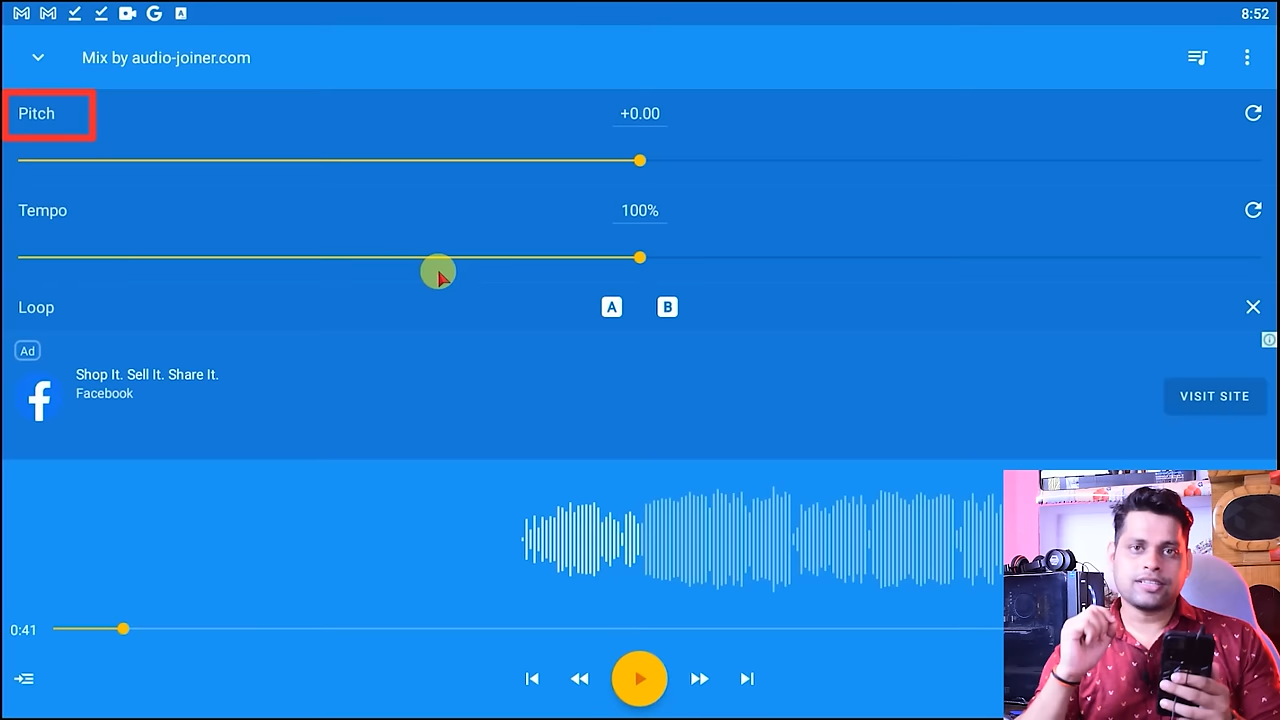 8:52
Mix by audio-joiner.com
Pitch
+0.00
Tempo
100%
Loop
A
B
Ad
Shop It. Sell It. Share It.
Facebook
VISIT SITE
0:41